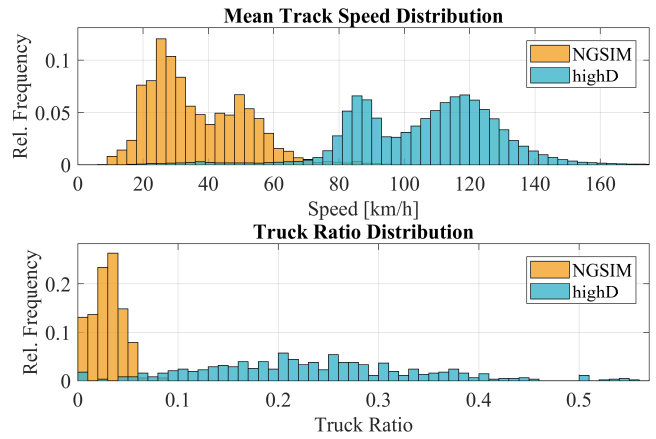 Mean Track Speed Distribution
Rel. Frequency
0.1
0.05
0
NGSIM
highD
20 40 60 80 100 120 140 160
Speed [km/h]
Truck Ratio Distribution
Rel. Frequency
0.2
0.1
0
NGSIM
highD
0 0.1 0.2 0.3 0.4 0.5
Truck Ratio